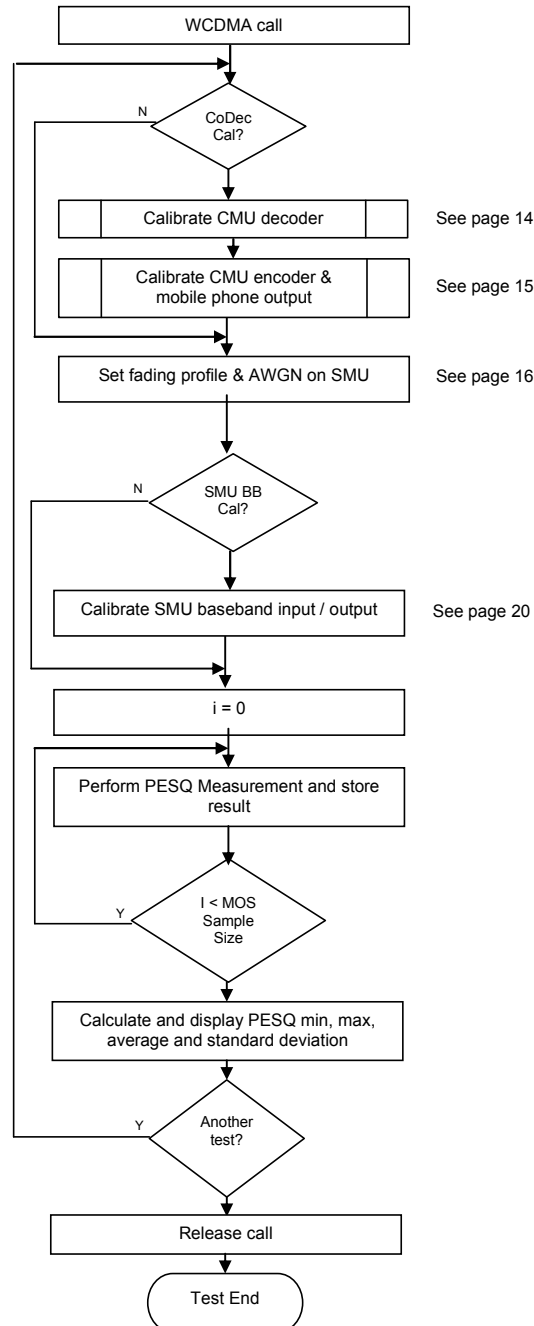 WCDMA call
N
CoDec
Cal?
Calibrate CMU decoder
See page 14
Calibrate CMU encoder &
mobile phone output
See page 15
Set fading profile & AWGN on SMU
See page 16
N
SMU BB
Cal?
Calibrate SMU baseband input / output
See page 20
i = 0
Perform PESQ Measurement and store
result
Y
I < MOS
Sample
Size
Calculate and display PESQ min, max,
average and standard deviation
Y
Another
test?
Release call
Test End